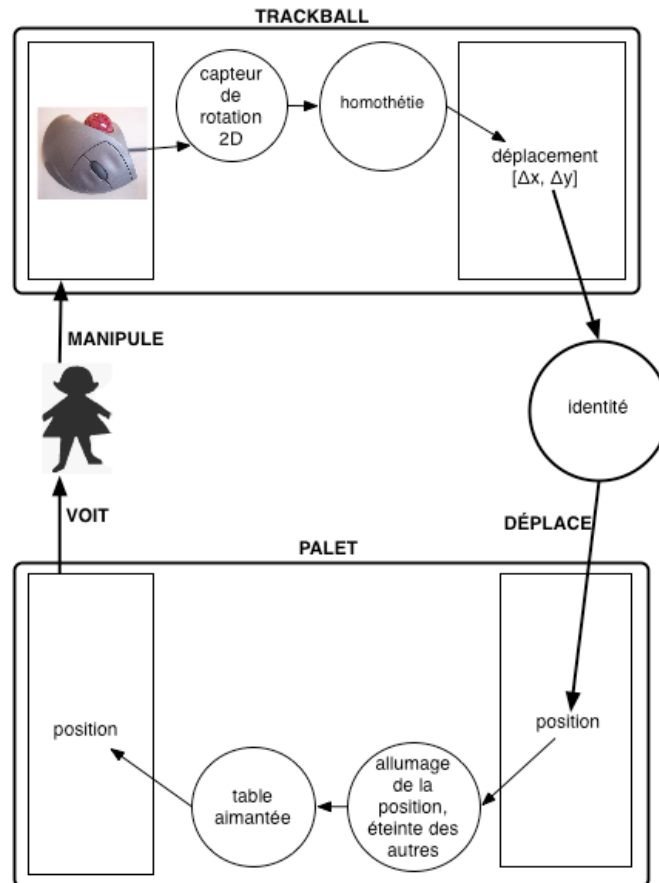 TRACKBALL
capteur
de
rotation
2D
homothétie
déplacement
[Δx, Δy]
MANIPULE
identité
VOIT
DÉPLACE
PALET
position
table
aimantée
allumage
de la
position,
éteinte des
autres
position